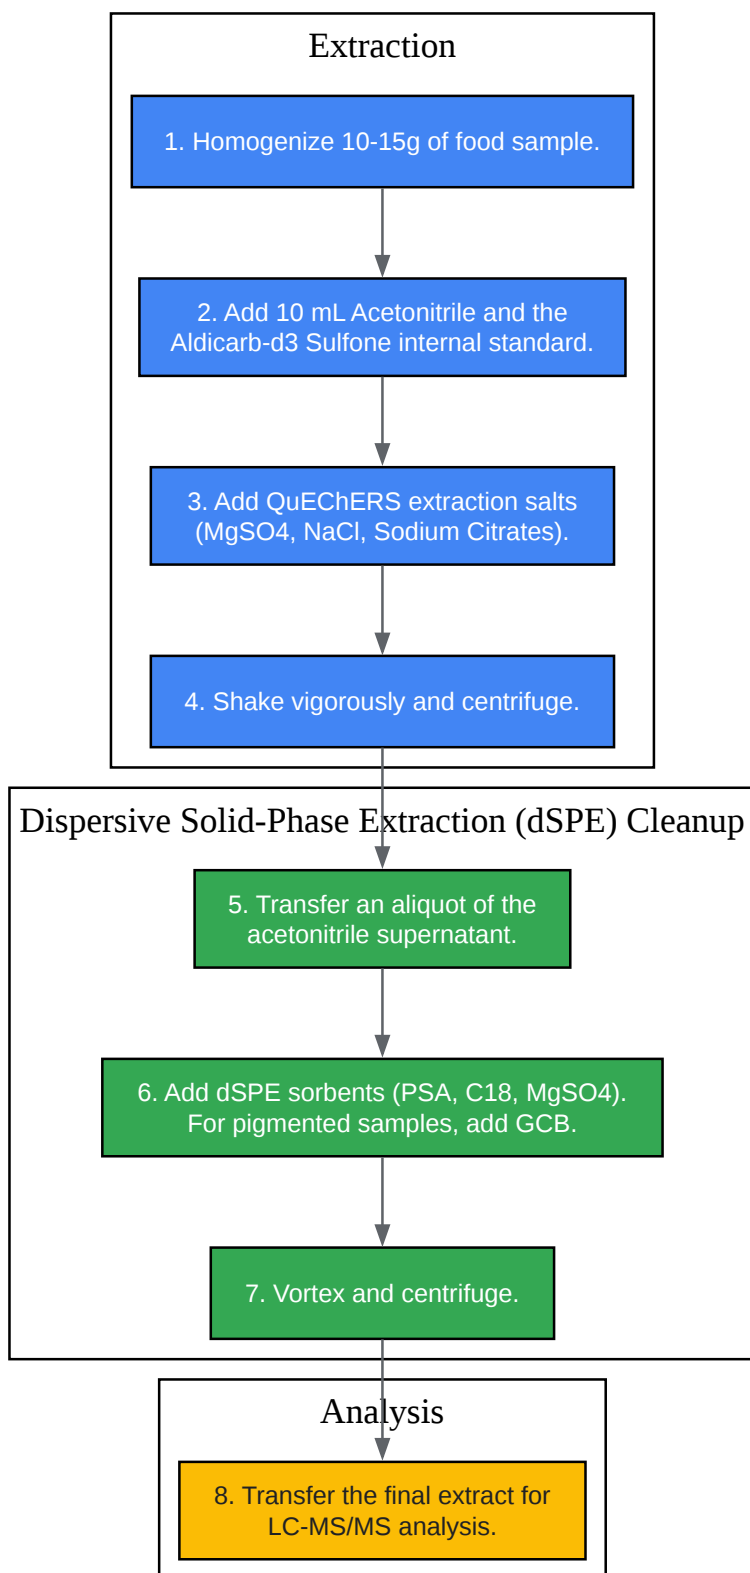 Extraction
1. Homogenize 10-15g of food sample.
2. Add 10 mL Acetonitrile and the
Aldicarb-d3 Sulfone internal standard.
3. Add QuEChERS extraction salts
(MgSO4, NaCl, Sodium Citrates).
4. Shake vigorously and centrifuge.
Dispersive Solid-Phase Extraction (dSPE) Cleanup
5. Transfer an aliquot of the
acetonitrile supernatant.
6. Add dSPE sorbents (PSA, C18, MgSO4).
For pigmented samples, add GCB.
7. Vortex and centrifuge.
Analysis
8. Transfer the final extract for
LC-MS/MS analysis.